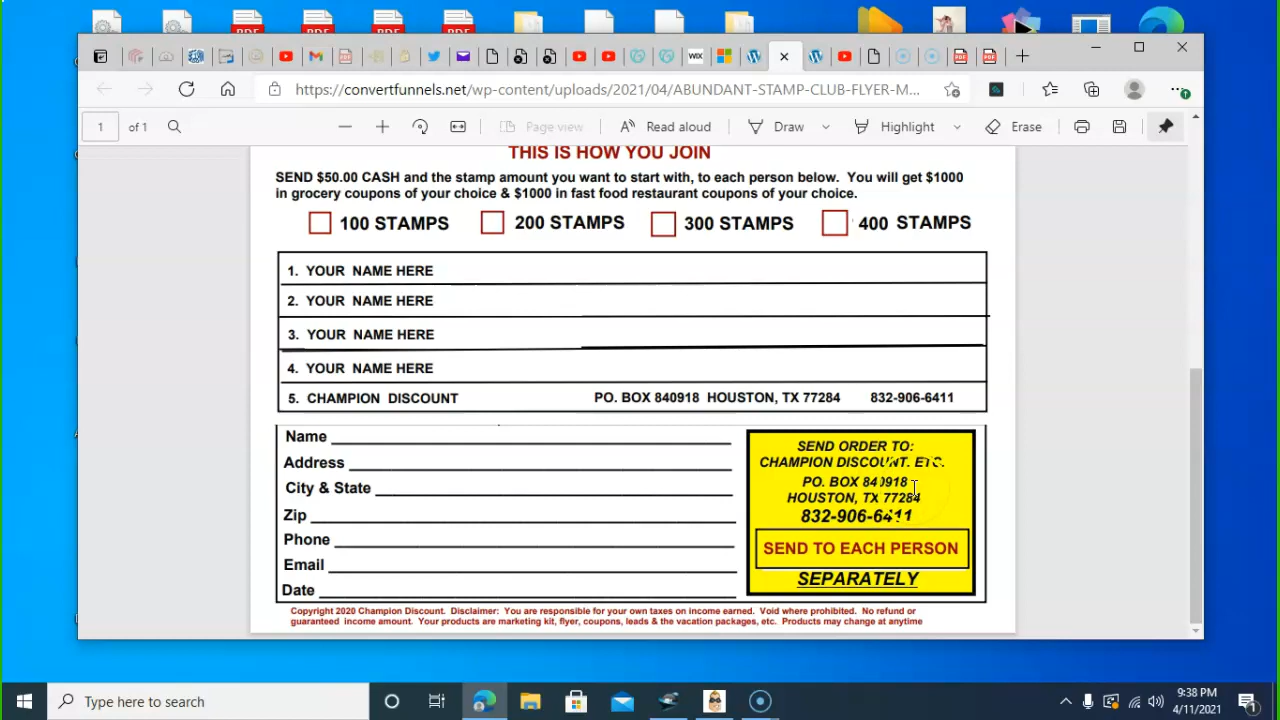 PDF PDF PDF PDF
WIX
https://convertfunnels.net/wp-content/uploads/2021/04/ABUNDANT-STAMP-CLUB-FLYER-M...
1 of 1 Page view Read aloud Draw Highlight Erase
THIS IS HOW YOU JOIN
SEND $50.00 CASH and the stamp amount you want to start with, to each person below. You will get $1000
in grocery coupons of your choice & $1000 in fast food restaurant coupons of your choice.
100 STAMPS 200 STAMPS 300 STAMPS 400 STAMPS
1. YOUR NAME HERE
2. YOUR NAME HERE
3. YOUR NAME HERE
4. YOUR NAME HERE
5. CHAMPION DISCOUNT PO. BOX 840918 HOUSTON, TX 77284 832-906-6411
Name
Address
City & State
Zip
Phone
Email
Date
SEND ORDER TO:
CHAMPION DISCOUNT. ETC.
PO. BOX 840918
HOUSTON, TX 77284
832-906-6411
SEND TO EACH PERSON
SEPARATELY
Copyright 2020 Champion Discount. Disclaimer: You are responsible for your own taxes on income earned. Void where prohibited. No refund or
guaranteed income amount. Your products are marketing kit, flyer, coupons, leads & the vacation packages, etc. Products may change at anytime
Type here to search
9:38 PM
4/11/2021
1